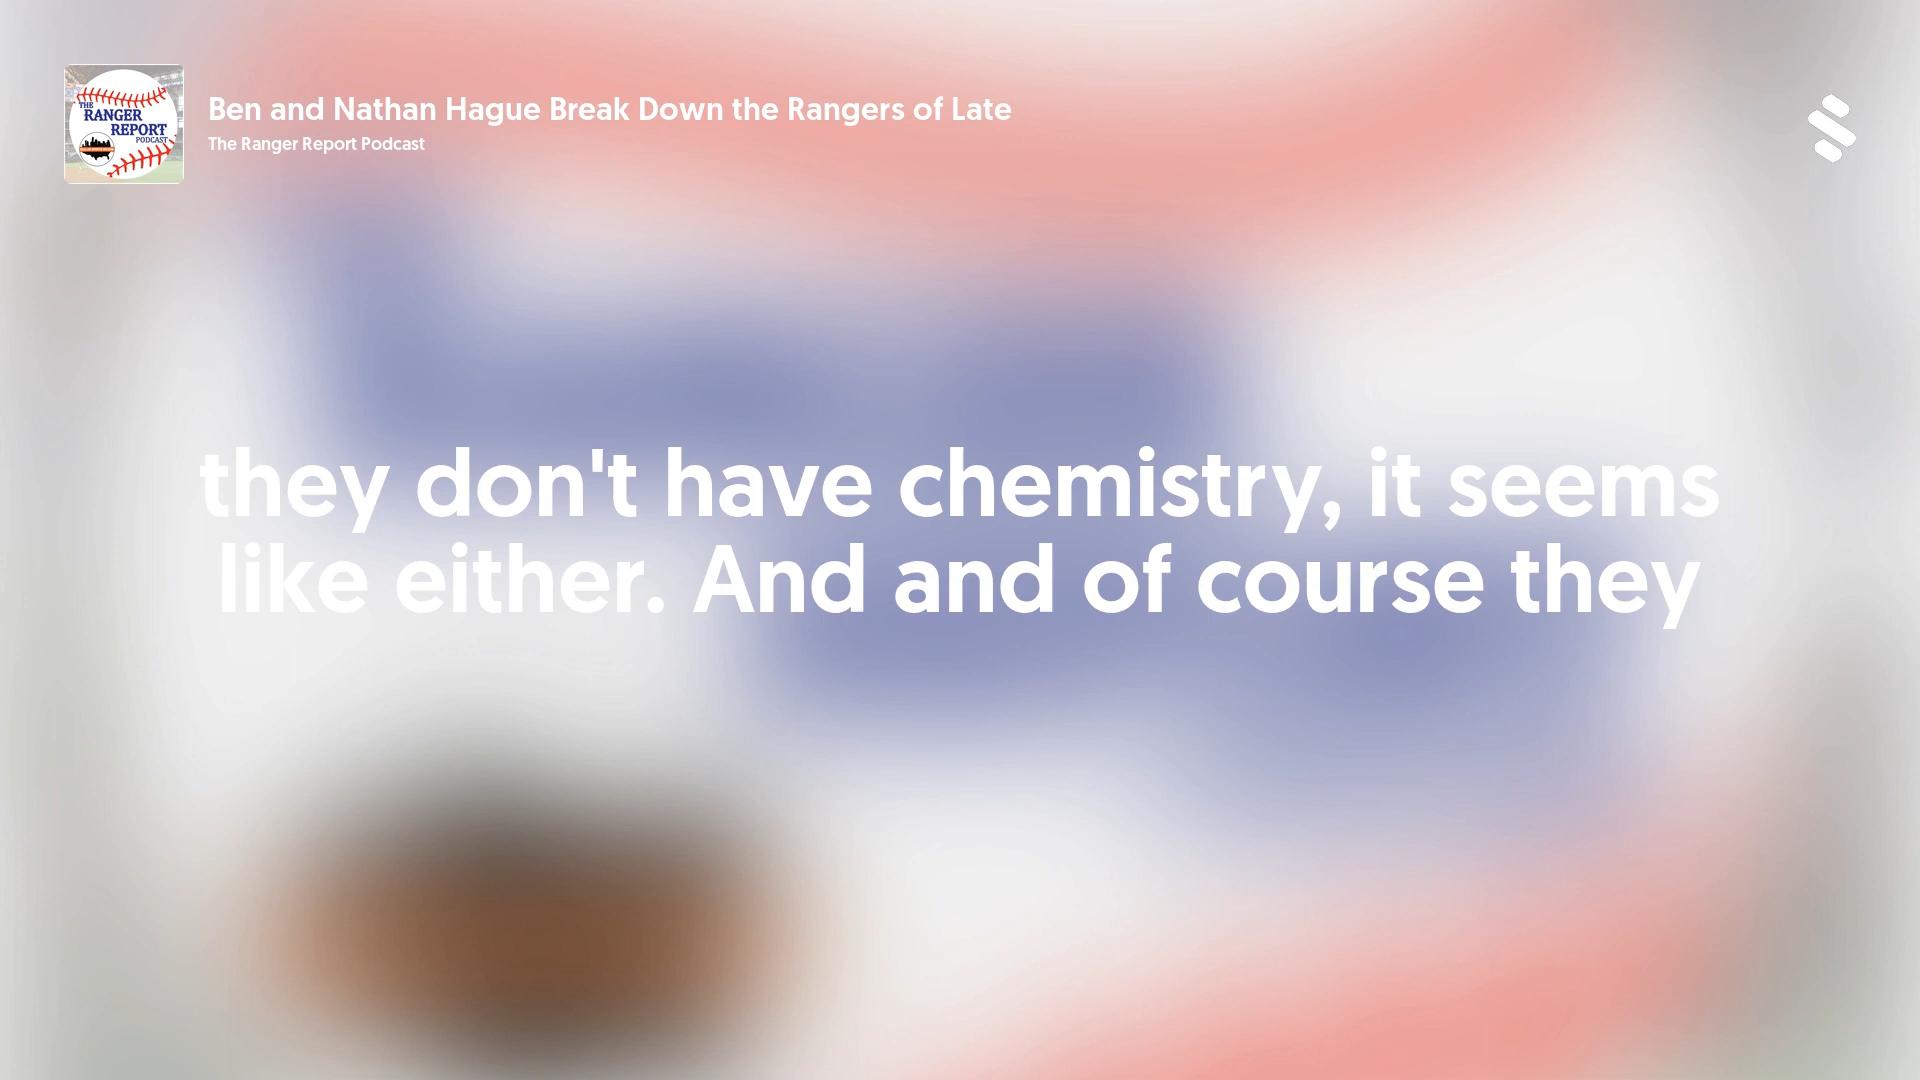 THE
RANGER
REPORT
PODCAST
Ben and Nathan Hague Break Down the Rangers of Late
The Ranger Report Podcast
they don't have chemistry, it seems
like either. And and of course they